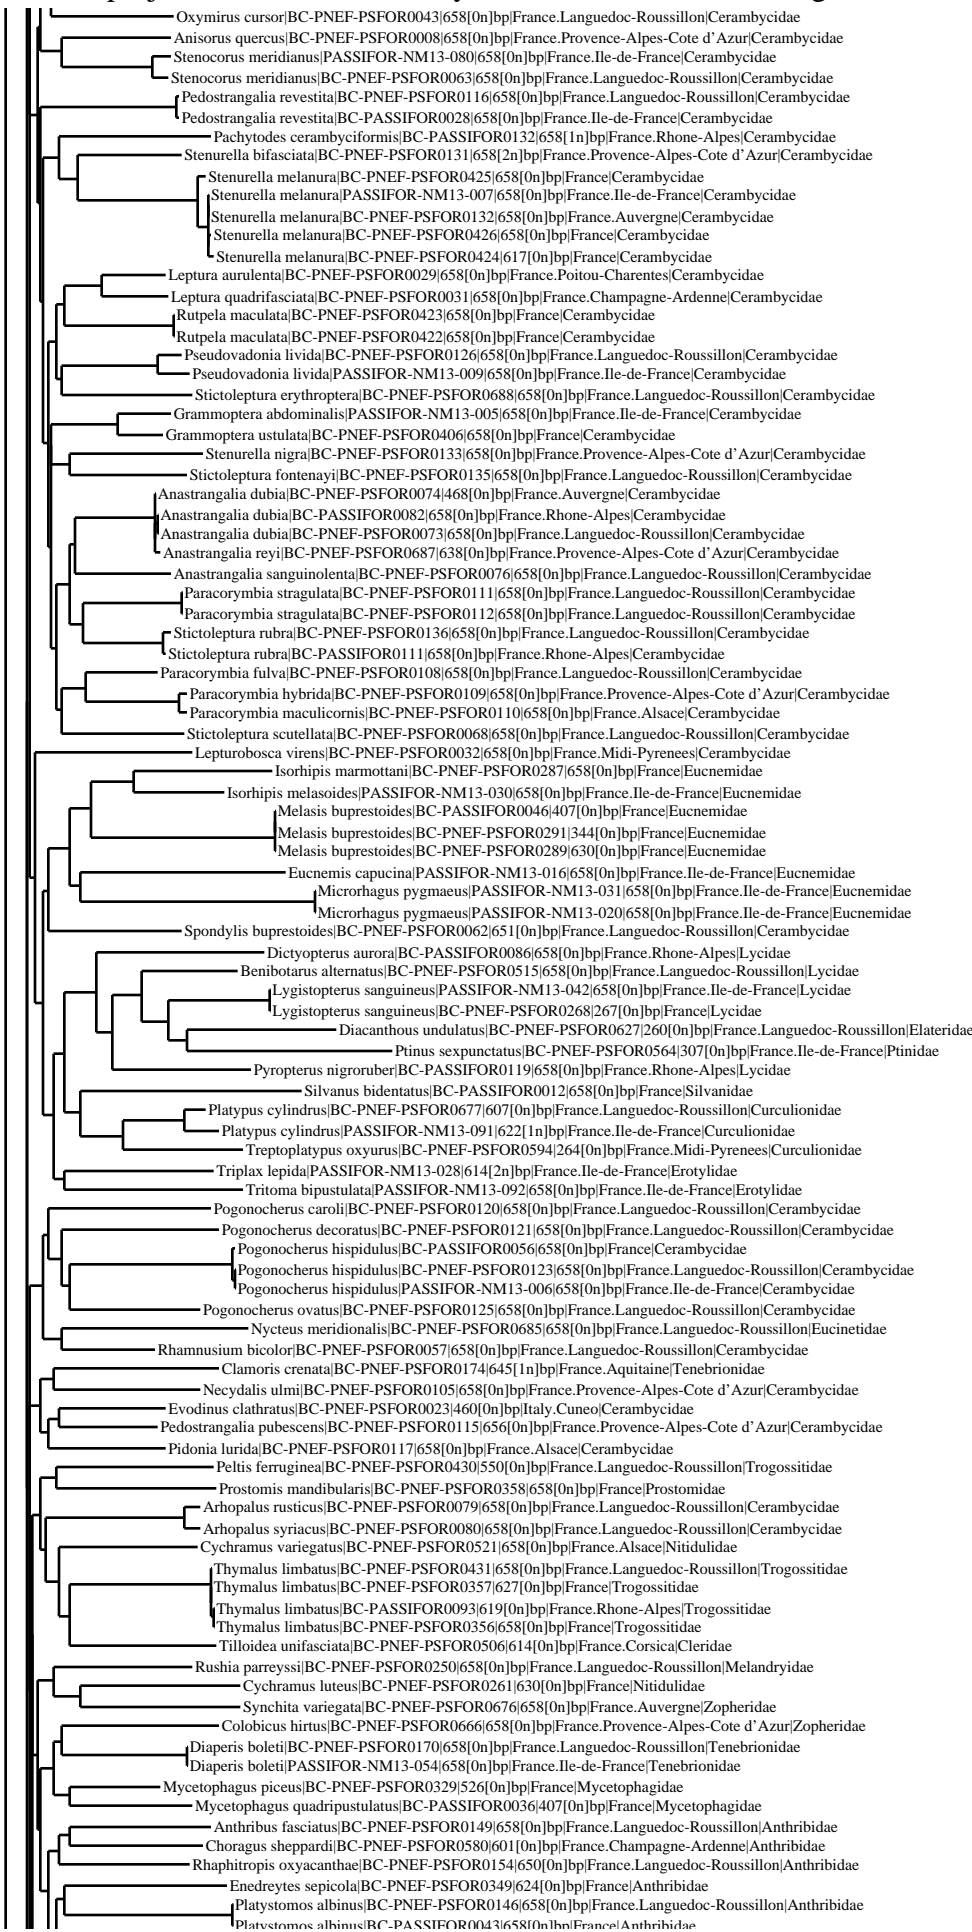 Oxymirus cursor|BC-PNEF-PSFOR0043|658[0n]bp|France.Languedoc-Roussillon|Cerambycidae
Anisorus quercus|BC-PNEF-PSFOR0008|658[0n]bp|France.Provence-Alpes-Cote d'Azur|Cerambycidae
Stenocorus meridianus|PASSIFOR-NM13-080|658[0n]bp|France.Ile-de-France|Cerambycidae
Stenocorus meridianus|BC-PNEF-PSFOR0063|658[0n]bp|France.Languedoc-Roussillon|Cerambycidae
Pedostrangalia revestita|BC-PNEF-PSFOR0116|658[0n]bp|France.Languedoc-Roussillon|Cerambycidae
Pedostrangalia revestita|BC-PASSIFOR0028|658[0n]bp|France.Ile-de-France|Cerambycidae
Pachytodes cerambyciformis|BC-PASSIFOR0132|658[1n]bp|France.Rhone-Alpes|Cerambycidae
Stenurella bifasciata|BC-PNEF-PSFOR0131|658[2n]bp|France.Provence-Alpes-Cote d'Azur|Cerambycidae
Stenurella melanura|BC-PNEF-PSFOR0425|658[0n]bp|France|Cerambycidae
Stenurella melanura|PASSIFOR-NM13-007|658[0n]bp|France.Ile-de-France|Cerambycidae
Stenurella melanura|BC-PNEF-PSFOR0132|658[0n]bp|France.Auvergne|Cerambycidae
Stenurella melanura|BC-PNEF-PSFOR0426|658[0n]bp|France|Cerambycidae
Stenurella melanura|BC-PNEF-PSFOR0424|617[0n]bp|France|Cerambycidae
Leptura aurulenta|BC-PNEF-PSFOR0029|658[0n]bp|France.Poitou-Charentes|Cerambycidae
Leptura quadrifasciata|BC-PNEF-PSFOR0031|658[0n]bp|France.Champagne-Ardenne|Cerambycidae
Rutpela maculata|BC-PNEF-PSFOR0423|658[0n]bp|France|Cerambycidae
Rutpela maculata|BC-PNEF-PSFOR0422|658[0n]bp|France|Cerambycidae
Pseudovadonia livida|BC-PNEF-PSFOR0126|658[0n]bp|France.Languedoc-Roussillon|Cerambycidae
Pseudovadonia livida|PASSIFOR-NM13-009|658[0n]bp|France.Ile-de-France|Cerambycidae
Stictoleptura erythroptera|BC-PNEF-PSFOR0688|658[0n]bp|France.Languedoc-Roussillon|Cerambycidae
Grammoptera abdominalis|PASSIFOR-NM13-005|658[0n]bp|France.Ile-de-France|Cerambycidae
Grammoptera ustulata|BC-PNEF-PSFOR0406|658[0n]bp|France|Cerambycidae
Stenurella nigra|BC-PNEF-PSFOR0133|658[0n]bp|France.Provence-Alpes-Cote d'Azur|Cerambycidae
Stictoleptura fontenayi|BC-PNEF-PSFOR0135|658[0n]bp|France.Languedoc-Roussillon|Cerambycidae
Anastrangalia dubia|BC-PNEF-PSFOR0074|468[0n]bp|France.Auvergne|Cerambycidae
Anastrangalia dubia|BC-PASSIFOR0082|658[0n]bp|France.Rhone-Alpes|Cerambycidae
Anastrangalia dubia|BC-PNEF-PSFOR0073|658[0n]bp|France.Languedoc-Roussillon|Cerambycidae
Anastrangalia reyi|BC-PNEF-PSFOR0687|638[0n]bp|France.Provence-Alpes-Cote d'Azur|Cerambycidae
Anastrangalia sanguinolenta|BC-PNEF-PSFOR0076|658[0n]bp|France.Languedoc-Roussillon|Cerambycidae
Paracorymbia stragulata|BC-PNEF-PSFOR0111|658[0n]bp|France.Languedoc-Roussillon|Cerambycidae
Paracorymbia stragulata|BC-PNEF-PSFOR0112|658[0n]bp|France.Languedoc-Roussillon|Cerambycidae
Stictoleptura rubra|BC-PNEF-PSFOR0136|658[0n]bp|France.Languedoc-Roussillon|Cerambycidae
Stictoleptura rubra|BC-PASSIFOR0111|658[0n]bp|France.Rhone-Alpes|Cerambycidae
Paracorymbia fulva|BC-PNEF-PSFOR0108|658[0n]bp|France.Languedoc-Roussillon|Cerambycidae
Paracorymbia hybrida|BC-PNEF-PSFOR0109|658[0n]bp|France.Provence-Alpes-Cote d'Azur|Cerambycidae
Paracorymbia maculicornis|BC-PNEF-PSFOR0110|658[0n]bp|France.Alsace|Cerambycidae
Stictoleptura scutellata|BC-PNEF-PSFOR0068|658[0n]bp|France.Languedoc-Roussillon|Cerambycidae
Lepturobosca virens|BC-PNEF-PSFOR0032|658[0n]bp|France.Midi-Pyrenees|Cerambycidae
Isorhipis marmottani|BC-PNEF-PSFOR0287|658[0n]bp|France|Eucnemidae
Isorhipis melasoides|PASSIFOR-NM13-030|658[0n]bp|France.Ile-de-France|Eucnemidae
Melasis buprestoides|BC-PASSIFOR0046|407[0n]bp|France|Eucnemidae
Melasis buprestoides|BC-PNEF-PSFOR0291|344[0n]bp|France|Eucnemidae
Melasis buprestoides|BC-PNEF-PSFOR0289|630[0n]bp|France|Eucnemidae
Eucnemis capucina|PASSIFOR-NM13-016|658[0n]bp|France.Ile-de-France|Eucnemidae
Microrhagus pygmaeus|PASSIFOR-NM13-031|658[0n]bp|France.Ile-de-France|Eucnemidae
Microrhagus pygmaeus|PASSIFOR-NM13-020|658[0n]bp|France.Ile-de-France|Eucnemidae
Spondylis buprestoides|BC-PNEF-PSFOR0062|651[0n]bp|France.Languedoc-Roussillon|Cerambycidae
Dictyopterus aurora|BC-PASSIFOR0086|658[0n]bp|France.Rhone-Alpes|Lycidae
Benibotarus alternatus|BC-PNEF-PSFOR0515|658[0n]bp|France.Languedoc-Roussillon|Lycidae
Lygistopterus sanguineus|PASSIFOR-NM13-042|658[0n]bp|France.Ile-de-France|Lycidae
Lygistopterus sanguineus|BC-PNEF-PSFOR0268|267[0n]bp|France|Lycidae
Diacanthous undulatus|BC-PNEF-PSFOR0627|260[0n]bp|France.Languedoc-Roussillon|Elateridae
Ptinus sexpunctatus|BC-PNEF-PSFOR0564|307[0n]bp|France.Ile-de-France|Ptinidae
Pyropterus nigroruber|BC-PASSIFOR0119|658[0n]bp|France.Rhone-Alpes|Lycidae
Silvanus bidentatus|BC-PASSIFOR0012|658[0n]bp|France|Silvanidae
Platypus cylindrus|BC-PNEF-PSFOR0677|607[0n]bp|France.Languedoc-Roussillon|Curculionidae
Platypus cylindrus|PASSIFOR-NM13-091|622[1n]bp|France.Ile-de-France|Curculionidae
Treptoplatypus oxyurus|BC-PNEF-PSFOR0594|264[0n]bp|France.Midi-Pyrenees|Curculionidae
Triplax lepida|PASSIFOR-NM13-028|614[2n]bp|France.Ile-de-France|Erotylidae
Tritoma bipustulata|PASSIFOR-NM13-092|658[0n]bp|France.Ile-de-France|Erotylidae
Pogonocherus caroli|BC-PNEF-PSFOR0120|658[0n]bp|France.Languedoc-Roussillon|Cerambycidae
Pogonocherus decoratus|BC-PNEF-PSFOR0121|658[0n]bp|France.Languedoc-Roussillon|Cerambycidae
Pogonocherus hispidulus|BC-PASSIFOR0056|658[0n]bp|France|Cerambycidae
Pogonocherus hispidulus|BC-PNEF-PSFOR0123|658[0n]bp|France.Languedoc-Roussillon|Cerambycidae
Pogonocherus hispidulus|PASSIFOR-NM13-006|658[0n]bp|France.Ile-de-France|Cerambycidae
Pogonocherus ovatus|BC-PNEF-PSFOR0125|658[0n]bp|France.Languedoc-Roussillon|Cerambycidae
Nycteus meridionalis|BC-PNEF-PSFOR0685|658[0n]bp|France.Languedoc-Roussillon|Eucinetidae
Rhamnusium bicolor|BC-PNEF-PSFOR0057|658[0n]bp|France.Languedoc-Roussillon|Cerambycidae
Clamoris crenata|BC-PNEF-PSFOR0174|645[1n]bp|France.Aquitaine|Tenebrionidae
Necydalis ulmi|BC-PNEF-PSFOR0105|658[0n]bp|France.Provence-Alpes-Cote d'Azur|Cerambycidae
Evodinus clathratus|BC-PNEF-PSFOR0023|460[0n]bp|Italy.Cuneo|Cerambycidae
Pedostrangalia pubescens|BC-PNEF-PSFOR0115|656[0n]bp|France.Provence-Alpes-Cote d'Azur|Cerambycidae
Pidonia lurida|BC-PNEF-PSFOR0117|658[0n]bp|France.Alsace|Cerambycidae
Peltis ferruginea|BC-PNEF-PSFOR0430|550[0n]bp|France.Languedoc-Roussillon|Trogossitidae
Prostomis mandibularis|BC-PNEF-PSFOR0358|658[0n]bp|France|Prostomidae
Arhopalus rusticus|BC-PNEF-PSFOR0079|658[0n]bp|France.Languedoc-Roussillon|Cerambycidae
Arhopalus syriacus|BC-PNEF-PSFOR0080|658[0n]bp|France.Languedoc-Roussillon|Cerambycidae
Cychramus variegatus|BC-PNEF-PSFOR0521|658[0n]bp|France.Alsace|Nitidulidae
Thymalus limbatus|BC-PNEF-PSFOR0431|658[0n]bp|France.Languedoc-Roussillon|Trogossitidae
Thymalus limbatus|BC-PNEF-PSFOR0357|627[0n]bp|France|Trogossitidae
Thymalus limbatus|BC-PASSIFOR0093|619[0n]bp|France.Rhone-Alpes|Trogossitidae
Thymalus limbatus|BC-PNEF-PSFOR0356|658[0n]bp|France|Trogossitidae
Tilloidea unifasciata|BC-PNEF-PSFOR0506|614[0n]bp|France.Corsica|Cleridae
Rushia parreyssi|BC-PNEF-PSFOR0250|658[0n]bp|France.Languedoc-Roussillon|Melandryidae
Cychramus luteus|BC-PNEF-PSFOR0261|630[0n]bp|France|Nitidulidae
Synchita variegata|BC-PNEF-PSFOR0676|658[0n]bp|France.Auvergne|Zopheridae
Colobicus hirtus|BC-PNEF-PSFOR0666|658[0n]bp|France.Provence-Alpes-Cote d'Azur|Zopheridae
Diaperis boleti|BC-PNEF-PSFOR0170|658[0n]bp|France.Languedoc-Roussillon|Tenebrionidae
Diaperis boleti|PASSIFOR-NM13-054|658[0n]bp|France.Ile-de-France|Tenebrionidae
Mycetophagus piceus|BC-PNEF-PSFOR0329|526[0n]bp|France|Mycetophagidae
Mycetophagus quadripustulatus|BC-PASSIFOR0036|407[0n]bp|France|Mycetophagidae
Anthribus fasciatus|BC-PNEF-PSFOR0149|658[0n]bp|France.Languedoc-Roussillon|Anthribidae
Choragus sheppardi|BC-PNEF-PSFOR0580|601[0n]bp|France.Champagne-Ardenne|Anthribidae
Rhaphitropis oxyacanthae|BC-PNEF-PSFOR0154|650[0n]bp|France.Languedoc-Roussillon|Anthribidae
Enedreytes sepicola|BC-PNEF-PSFOR0349|624[0n]bp|France|Anthribidae
Platystomos albinus|BC-PNEF-PSFOR0146|658[0n]bp|France.Languedoc-Roussillon|Anthribidae
Platystomos albinus|BC-PASSIFOR0043|658[0n]bp|France|Anthribidae